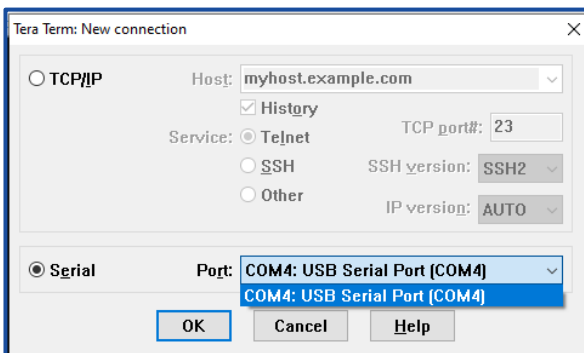 Tera Term: New connection
TCP/IP
Host: myhost.example.com
History
Service: Telnet
TCP port#: 23
SSH
SSH version: SSH2
Other
IP version: AUTO
Serial
Port: COM4: USB Serial Port (COM4)
COM4: USB Serial Port (COM4)
OK Cancel Help